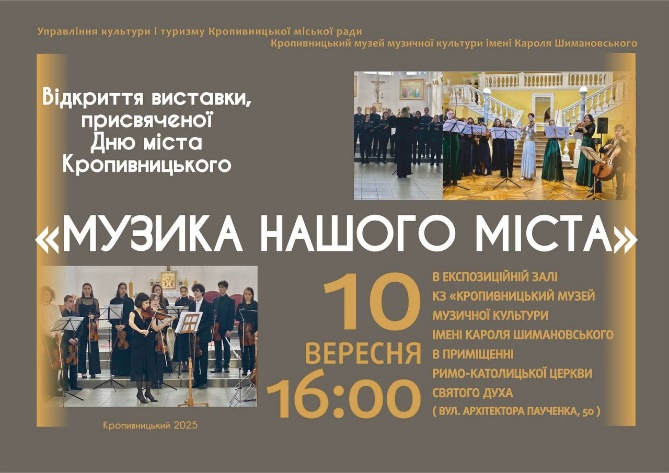 Управління культури і туризму Кропивницької міської ради
Кропивницький музей музичної культури імені Кароля Шимановського
Відкриття виставки,
присвяченої
Дню міста
Кропивницького
«МУЗИКА НАШОГО МІСТА»
10
ВЕРЕСНЯ
16:00
В ЕКСПОЗИЦІЙНІЙ ЗАЛІ
КЗ «КРОПИВНИЦЬКИЙ МУЗЕЙ
МУЗИЧНОЇ КУЛЬТУРИ
ІМЕНІ КАРОЛЯ ШИМАНОВСЬКОГО
В ПРИМІЩЕННІ
РИМО-КАТОЛИЦЬКОЇ ЦЕРКВИ
СВЯТОГО ДУХА
( ВУЛ. АРХІТЕКТОРА ПАУЧЕНКА, 50 )
Кропивницький 2025